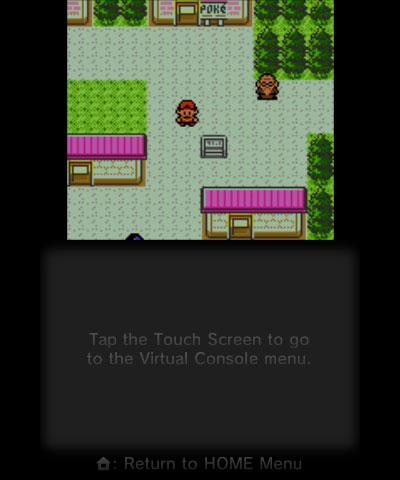 POKé
Tap the Touch Screen to go
to the Virtual Console menu.
: Return to HOME Menu